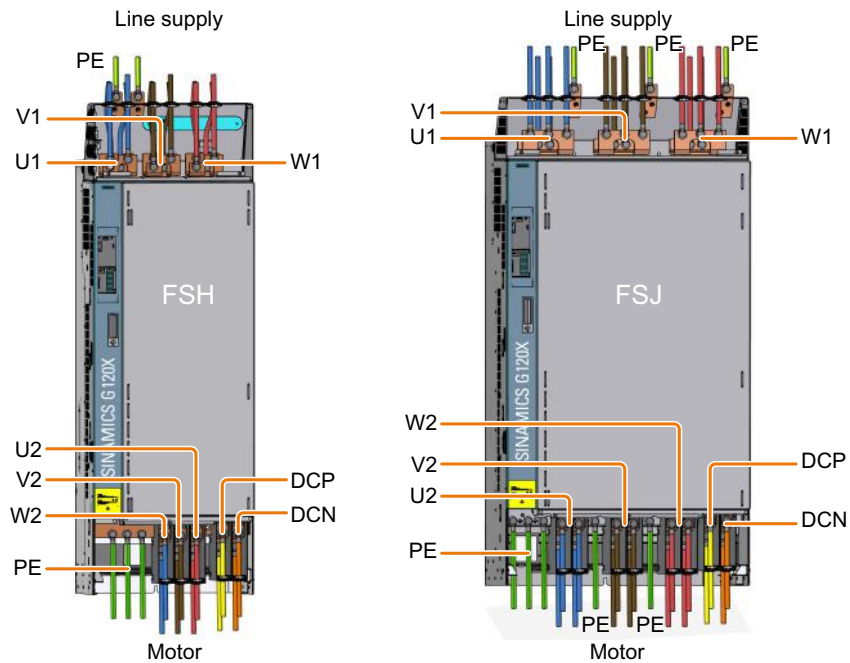 Line supply
PE
V1
U1
W1
FSH
SINAMICS G120X
U2
V2
W2
DCP
DCN
PE
Motor
Line supply
PE
PE
PE
V1
U1
W1
FSJ
SINAMICS G120X
W2
V2
U2
DCP
DCN
PE
PE
PE
Motor